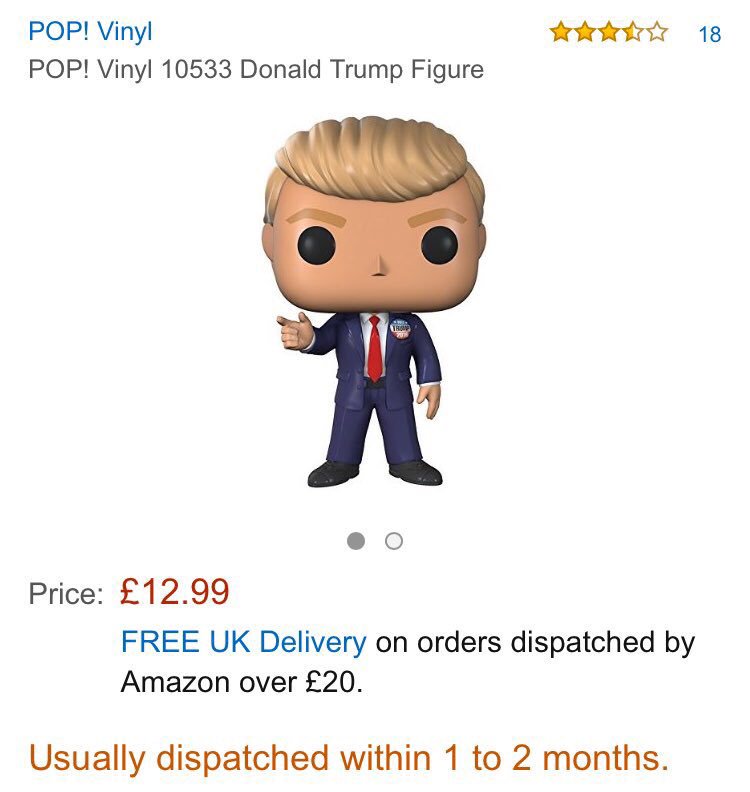 POP! Vinyl
18
POP! Vinyl 10533 Donald Trump Figure
TRUMP
Price: £12.99
FREE UK Delivery on orders dispatched by
Amazon over £20.
Usually dispatched within 1 to 2 months.